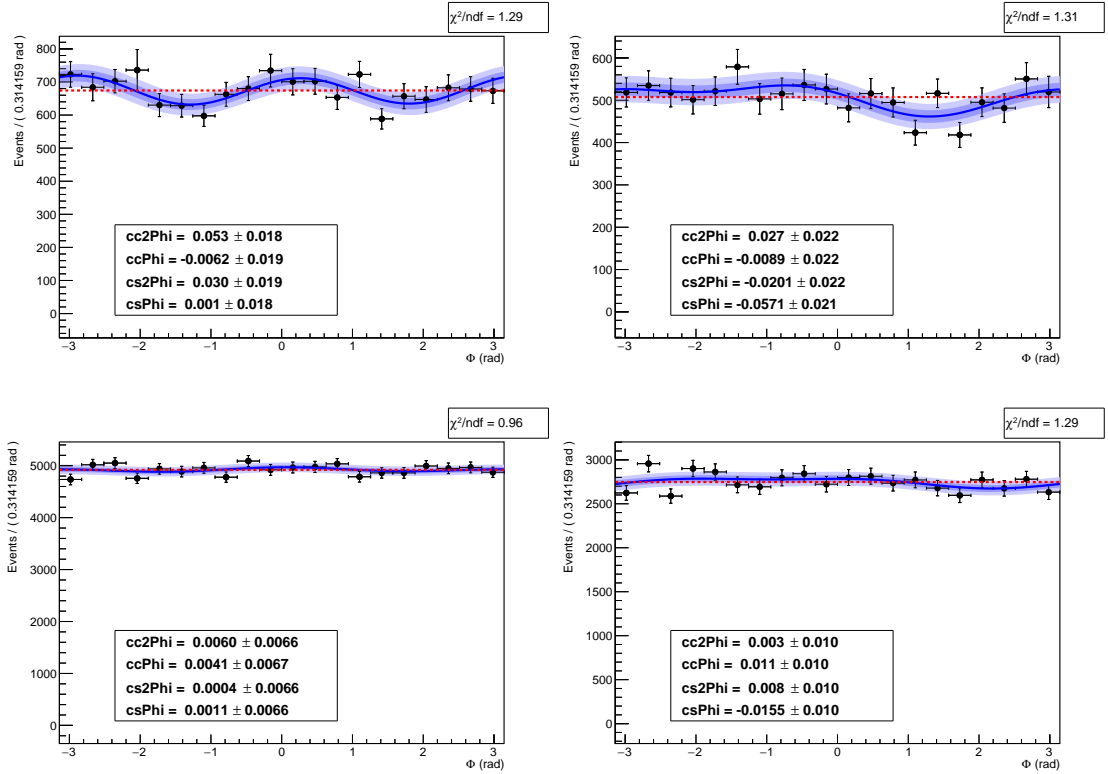 χ²/ndf = 1.29
Events / ( 0.314159 rad )
800
700
600
500
400
300
200
100
0
cc2Phi = 0.053 ± 0.018
ccPhi = -0.0062 ± 0.019
cs2Phi = 0.030 ± 0.019
csPhi = 0.001 ± 0.018
−3 −2 −1 0 1 2 3
Φ (rad)
χ²/ndf = 1.31
Events / ( 0.314159 rad )
600
500
400
300
200
100
0
cc2Phi = 0.027 ± 0.022
ccPhi = -0.0089 ± 0.022
cs2Phi = -0.0201 ± 0.022
csPhi = -0.0571 ± 0.021
−3 −2 −1 0 1 2 3
Φ (rad)
χ²/ndf = 0.96
Events / ( 0.314159 rad )
5000
4000
3000
2000
1000
0
cc2Phi = 0.0060 ± 0.0066
ccPhi = 0.0041 ± 0.0067
cs2Phi = 0.0004 ± 0.0066
csPhi = 0.0011 ± 0.0066
−3 −2 −1 0 1 2 3
Φ (rad)
χ²/ndf = 1.29
Events / ( 0.314159 rad )
3000
2500
2000
1500
1000
500
0
cc2Phi = 0.003 ± 0.010
ccPhi = 0.011 ± 0.010
cs2Phi = 0.008 ± 0.010
csPhi = -0.0155 ± 0.010
−3 −2 −1 0 1 2 3
Φ (rad)